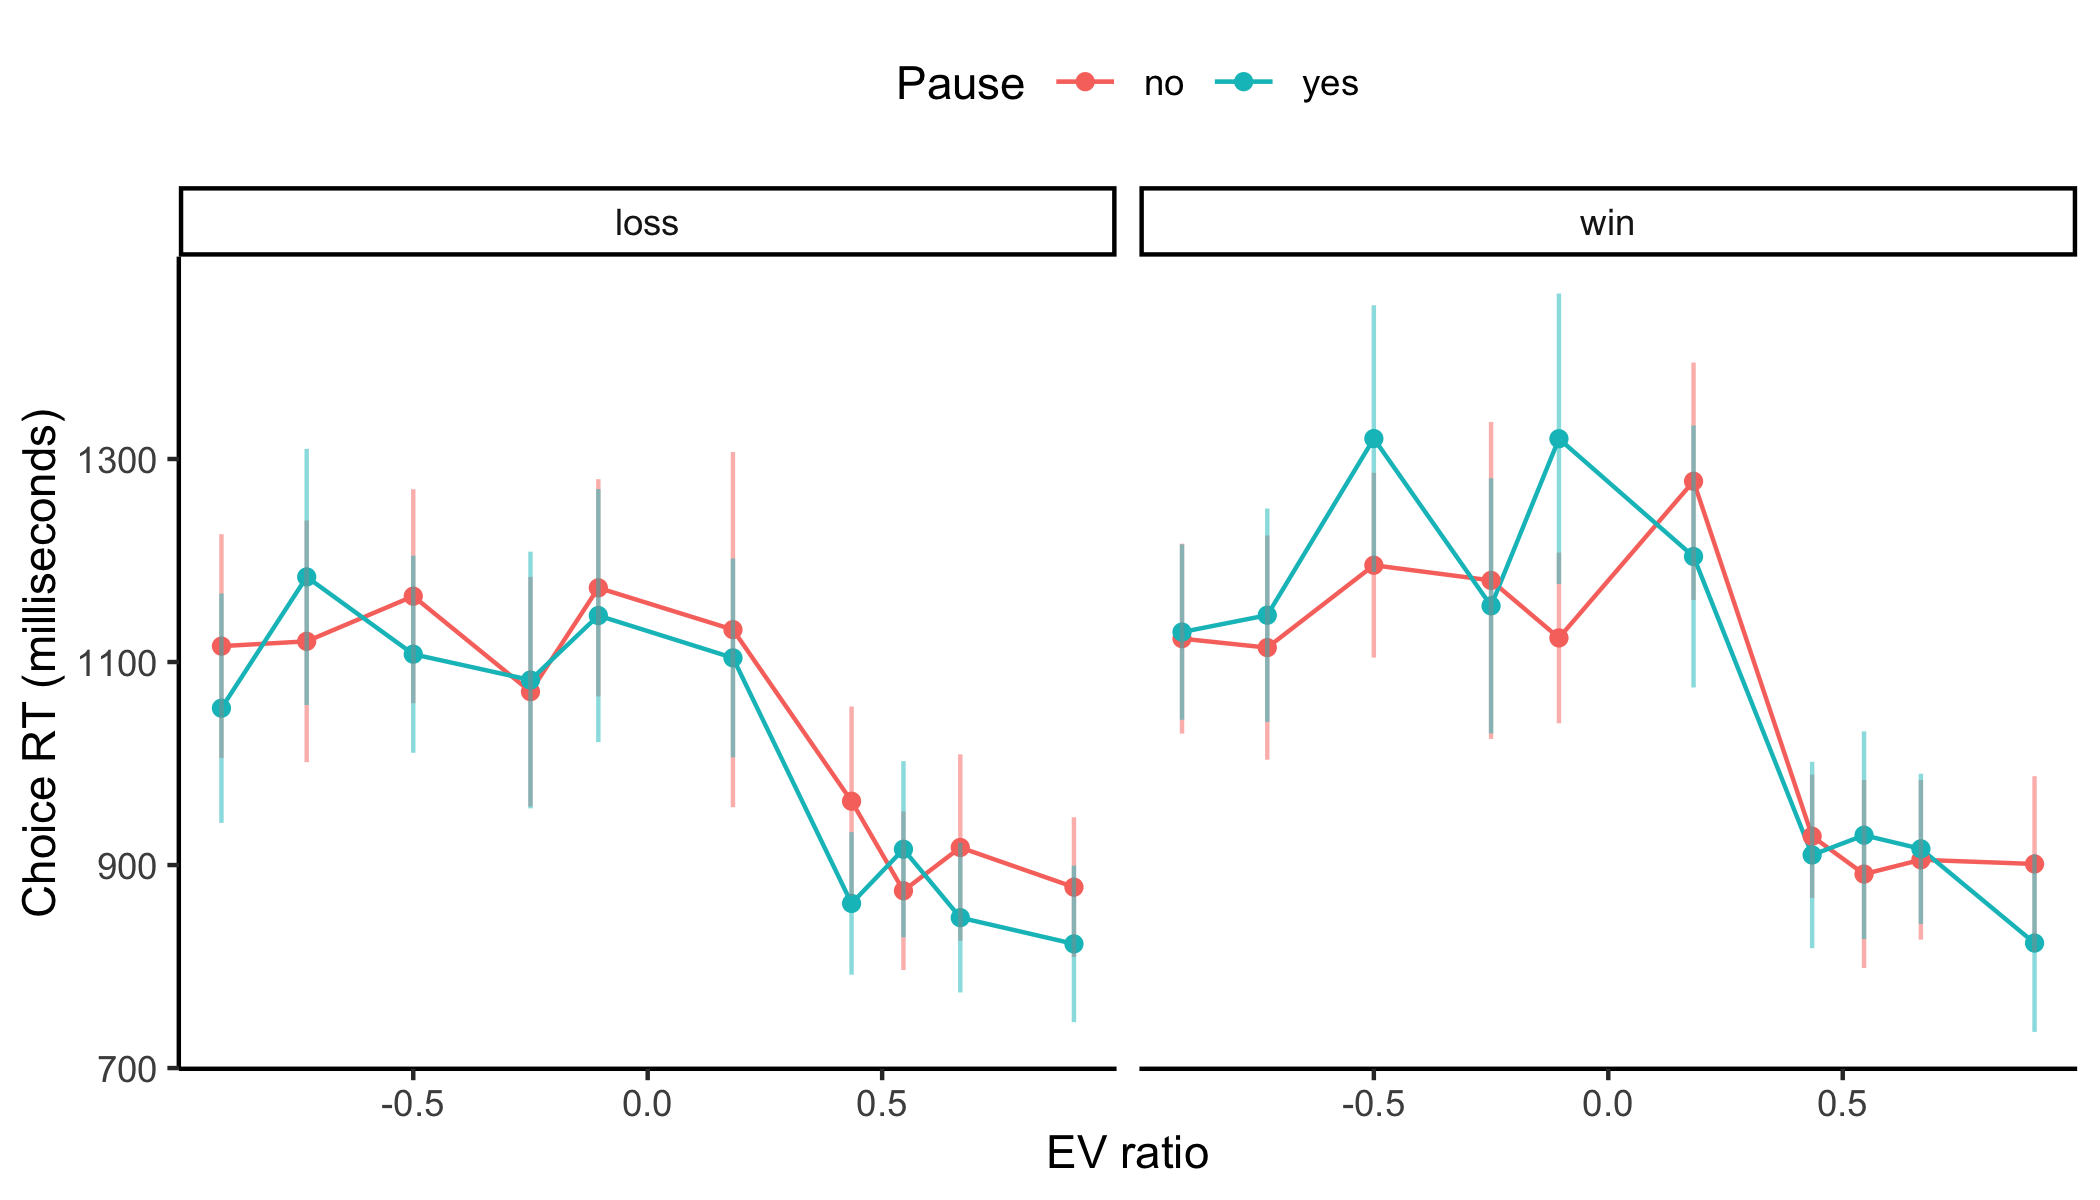 Pause no yes
loss win
Choice RT (milliseconds)
1300
1100
900
700
-0.5 0.0 0.5 -0.5 0.0 0.5
EV ratio